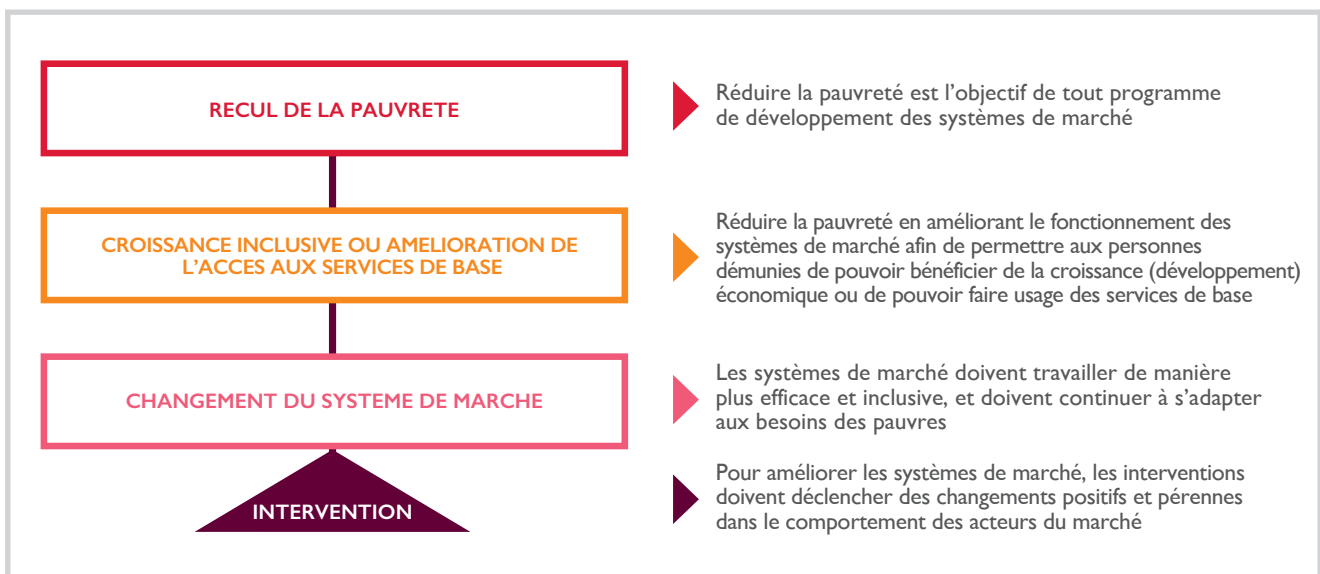 RECUL DE LA PAUVRETE
Réduire la pauvreté est l’objectif de tout programme
de développement des systèmes de marché
CROISSANCE INCLUSIVE OU AMELIORATION DE
L’ACCES AUX SERVICES DE BASE
Réduire la pauvreté en améliorant le fonctionnement des
systèmes de marché afin de permettre aux personnes
démunies de pouvoir bénéficier de la croissance (développement)
économique ou de pouvoir faire usage des services de base
CHANGEMENT DU SYSTEME DE MARCHE
Les systèmes de marché doivent travailler de manière
plus efficace et inclusive, et doivent continuer à s’adapter
aux besoins des pauvres
INTERVENTION
Pour améliorer les systèmes de marché, les interventions
doivent déclencher des changements positifs et pérennes
dans le comportement des acteurs du marché